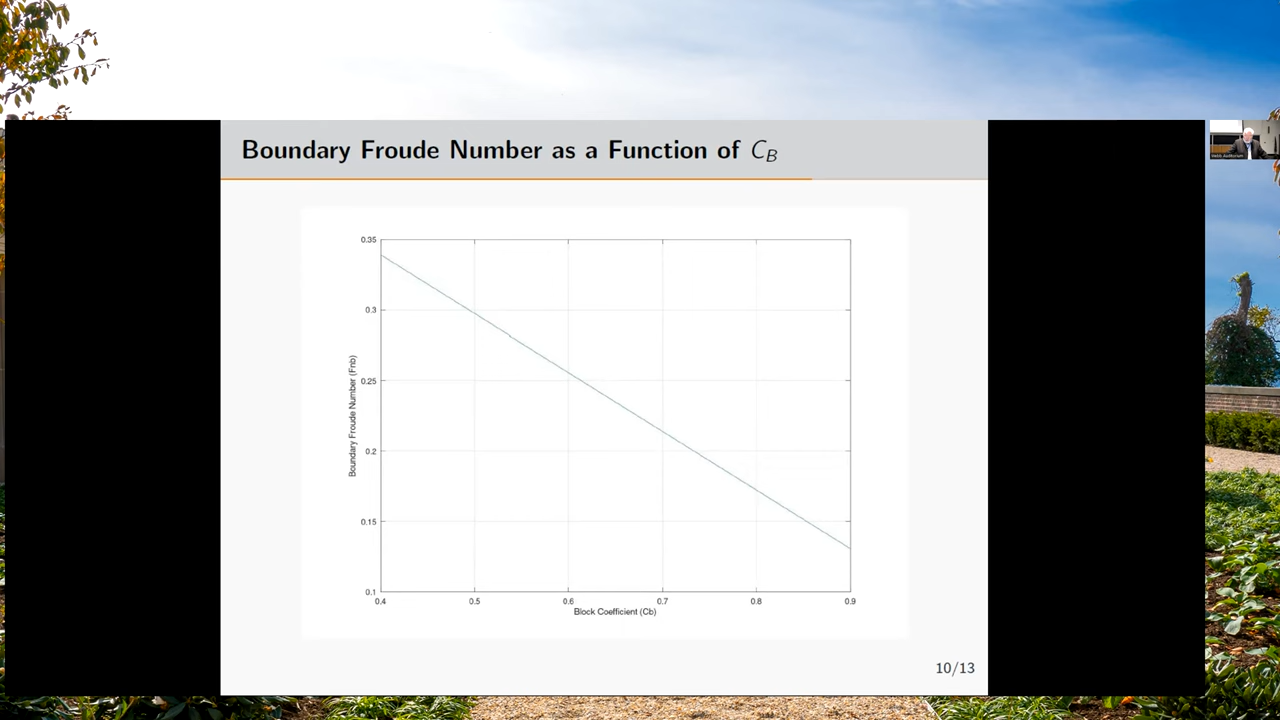 Boundary Froude Number as a Function of C_B
0.35
0.3
0.25
0.2
0.15
0.1
Boundary Froude Number (Fnb)
0.4 0.5 0.6 0.7 0.8 0.9
Block Coefficient (Cb)
10/13